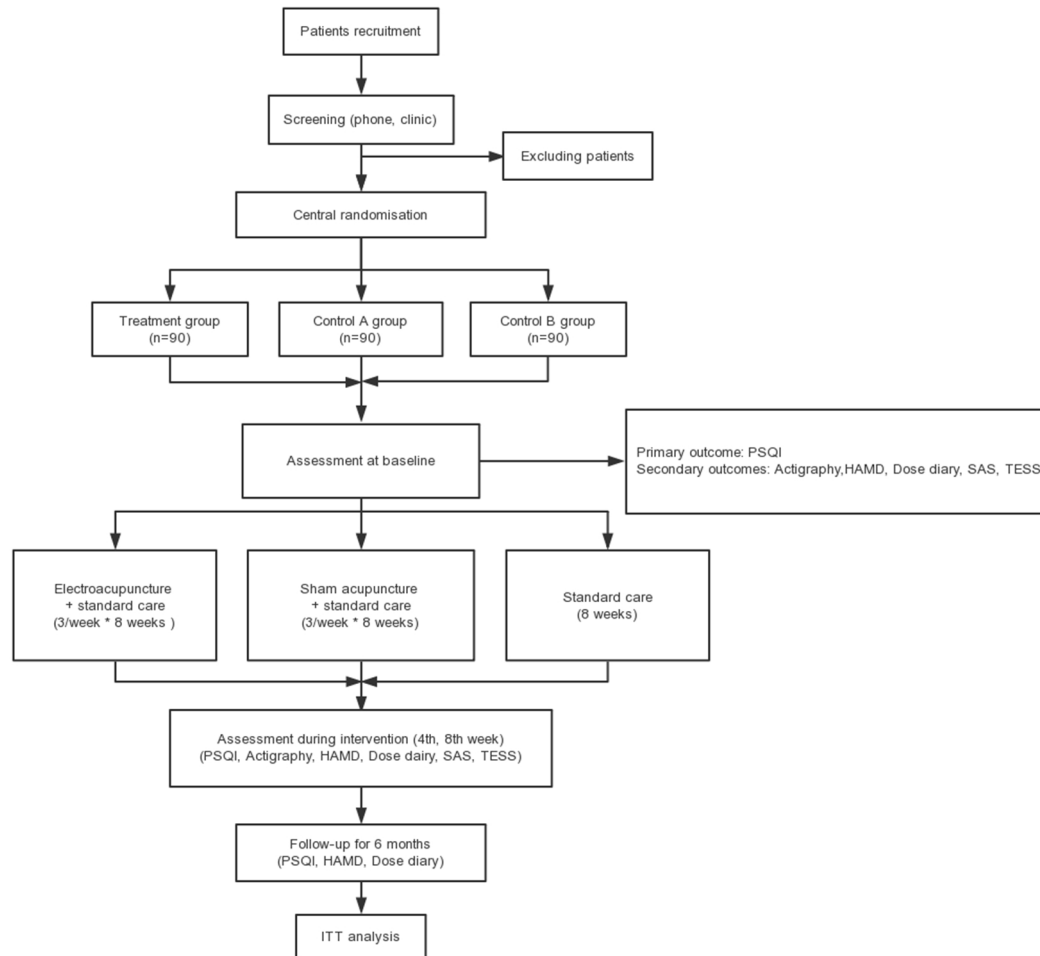 Patients recruitment
Screening (phone, clinic)
Excluding patients
Central randomisation
Treatment group
(n=90)
Control A group
(n=90)
Control B group
(n=90)
Assessment at baseline
Primary outcome: PSQI
Secondary outcomes: Actigraphy,HAMD, Dose diary, SAS, TESS
Electroacupuncture
+ standard care
(3/week * 8 weeks )
Sham acupuncture
+ standard care
(3/week * 8 weeks)
Standard care
(8 weeks)
Assessment during intervention (4th, 8th week)
(PSQI, Actigraphy, HAMD, Dose dairy, SAS, TESS)
Follow-up for 6 months
(PSQI, HAMD, Dose diary)
ITT analysis